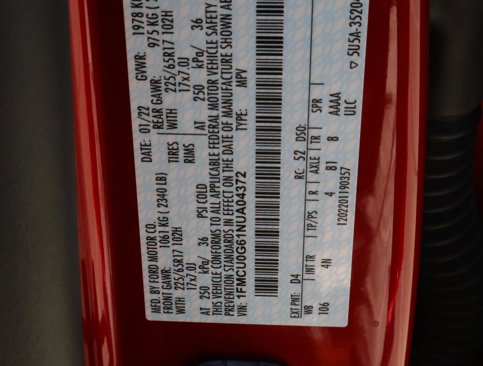 MFD. BY FORD MOTOR CO.
DATE: 01/22 GVWR: 1978 K
FRONT GAWR: 1061 KG (2340 LB) REAR GAWR: 975 KG
WITH 225/65R17 102H TIRES WITH 225/65R17 102H
17x7.0J RIMS 17x7.0J
AT 250 kPa/ 36 PSI COLD AT 250 kPa/ 36
THIS VEHICLE CONFORMS TO ALL APPLICABLE FEDERAL MOTOR VEHICLE SAFETY
PREVENTION STANDARDS IN EFFECT ON THE DATE OF MANUFACTURE SHOWN ABOVE
VIN: 1FMCU0G61NUA04372 TYPE: MPV
EXT PNT: D4 RC: 52 DSO:
WB INT TR TP/PS R AXLE TR SPR
106 4N 4 81 8 AAAA
1202201190357 ULC
▽ 5U5A-3520